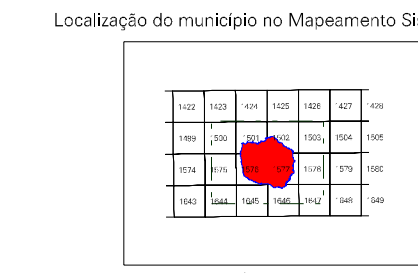 Localização do município no Mapeamento Sis
1422 1423 1424 1425 1426 1427 1428
1499 1500 1501 1502 1503 1504 1505
1574 1575 1576 1577 1578 1579 1580
1643 1644 1645 1646 1647 1648 1649